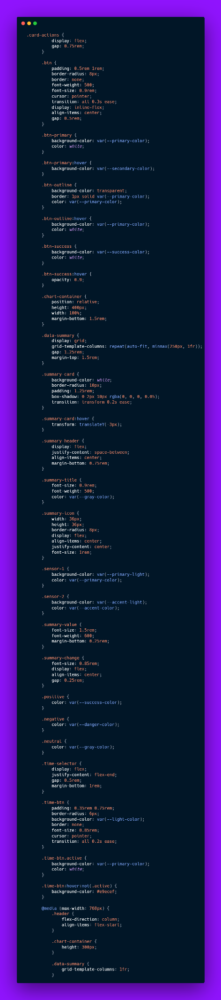 .card-actions {
display: flex;
gap: 0.75rem;
}
.btn {
padding: 0.5rem 1rem;
border-radius: 8px;
border: none;
font-weight: 500;
font-size: 0.9rem;
cursor: pointer;
transition: all 0.3s ease;
display: inline-flex;
align-items: center;
gap: 0.5rem;
}
.btn-primary {
background-color: var(--primary-color);
color: white;
}
.btn-primary:hover {
background-color: var(--secondary-color);
}
.btn-outline {
background-color: transparent;
border: 1px solid var(--primary-color);
color: var(--primary-color);
}
.btn-outline:hover {
background-color: var(--primary-color);
color: white;
}
.btn-success {
background-color: var(--success-color);
color: white;
}
.btn-success:hover {
opacity: 0.9;
}
.chart-container {
position: relative;
height: 400px;
width: 100%;
margin-bottom: 1.5rem;
}
.data-summary {
display: grid;
grid-template-columns: repeat(auto-fit, minmax(250px, 1fr));
gap: 1.25rem;
margin-top: 1.5rem;
}
.summary-card {
background-color: white;
border-radius: 10px;
padding: 1.25rem;
box-shadow: 0 2px 10px rgba(0, 0, 0, 0.05);
transition: transform 0.2s ease;
}
.summary-card:hover {
transform: translateY(-3px);
}
.summary-header {
display: flex;
justify-content: space-between;
align-items: center;
margin-bottom: 0.75rem;
}
.summary-title {
font-size: 0.9rem;
font-weight: 500;
color: var(--gray-color);
}
.summary-icon {
width: 36px;
height: 36px;
border-radius: 8px;
display: flex;
align-items: center;
justify-content: center;
font-size: 1rem;
}
.sensor-1 {
background-color: var(--primary-light);
color: var(--primary-color);
}
.sensor-2 {
background-color: var(--accent-light);
color: var(--accent-color);
}
.summary-value {
font-size: 1.5rem;
font-weight: 600;
margin-bottom: 0.25rem;
}
.summary-change {
font-size: 0.85rem;
display: flex;
align-items: center;
gap: 0.25rem;
}
.positive {
color: var(--success-color);
}
.negative {
color: var(--danger-color);
}
.neutral {
color: var(--gray-color);
}
.time-selector {
display: flex;
justify-content: flex-end;
gap: 0.5rem;
margin-bottom: 1rem;
}
.time-btn {
padding: 0.35rem 0.75rem;
border-radius: 6px;
background-color: var(--light-color);
border: none;
font-size: 0.85rem;
cursor: pointer;
transition: all 0.2s ease;
}
.time-btn.active {
background-color: var(--primary-color);
color: white;
}
.time-btn:hover:not(.active) {
background-color: #e9ecef;
}
@media (max-width: 768px) {
.header {
flex-direction: column;
align-items: flex-start;
}
.chart-container {
height: 300px;
}
.data-summary {
grid-template-columns: 1fr;
}